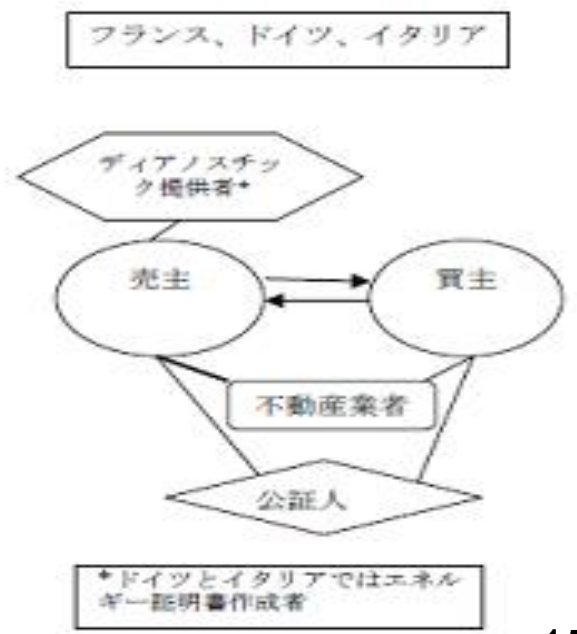 フランス、ドイツ、イタリア
ディアノスチッ
ク提供者*
売主
買主
不動産業者
公証人
*ドイツとイタリアではエネル
ギー証明書作成者